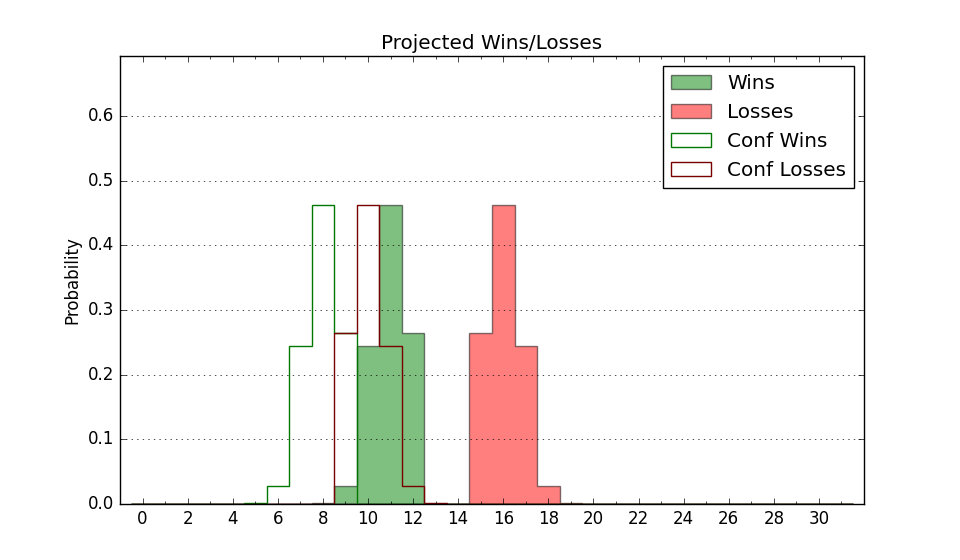 Projected Wins/Losses
Wins
Losses
Conf Wins
Conf Losses
Probability
0.6
0.5
0.4
0.3
0.2
0.1
0.0
0 2 4 6 8 10 12 14 16 18 20 22 24 26 28 30